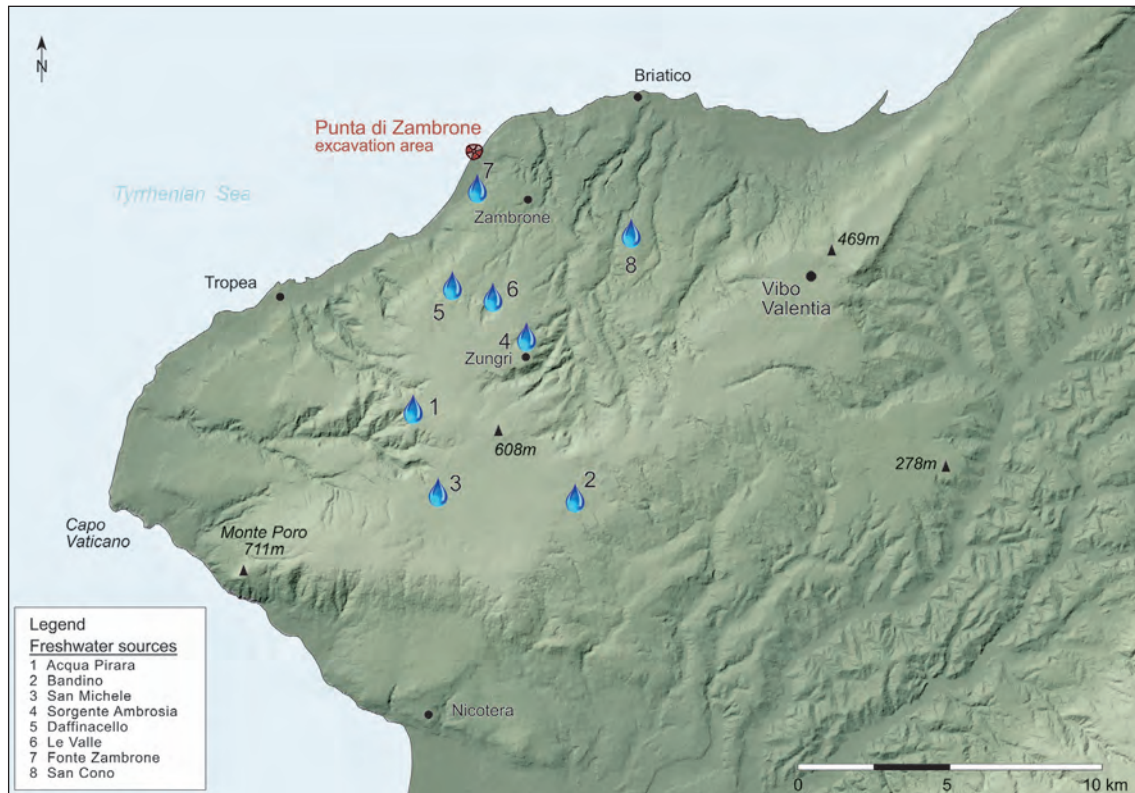 N
Briatico
Punta di Zambrone
excavation area
7
Tyrrhenian Sea
Zambrone
8
469m
Tropea
5
6
Vibo
Valentia
4
Zungri
1
608m
278m
3
2
Capo
Vaticano
Monte Poro
711m
Nicotera
Legend
Freshwater sources
1 Acqua Pirara
2 Bandino
3 San Michele
4 Sorgente Ambrosia
5 Daffinacello
6 Le Valle
7 Fonte Zambrone
8 San Cono
0 5 10 km